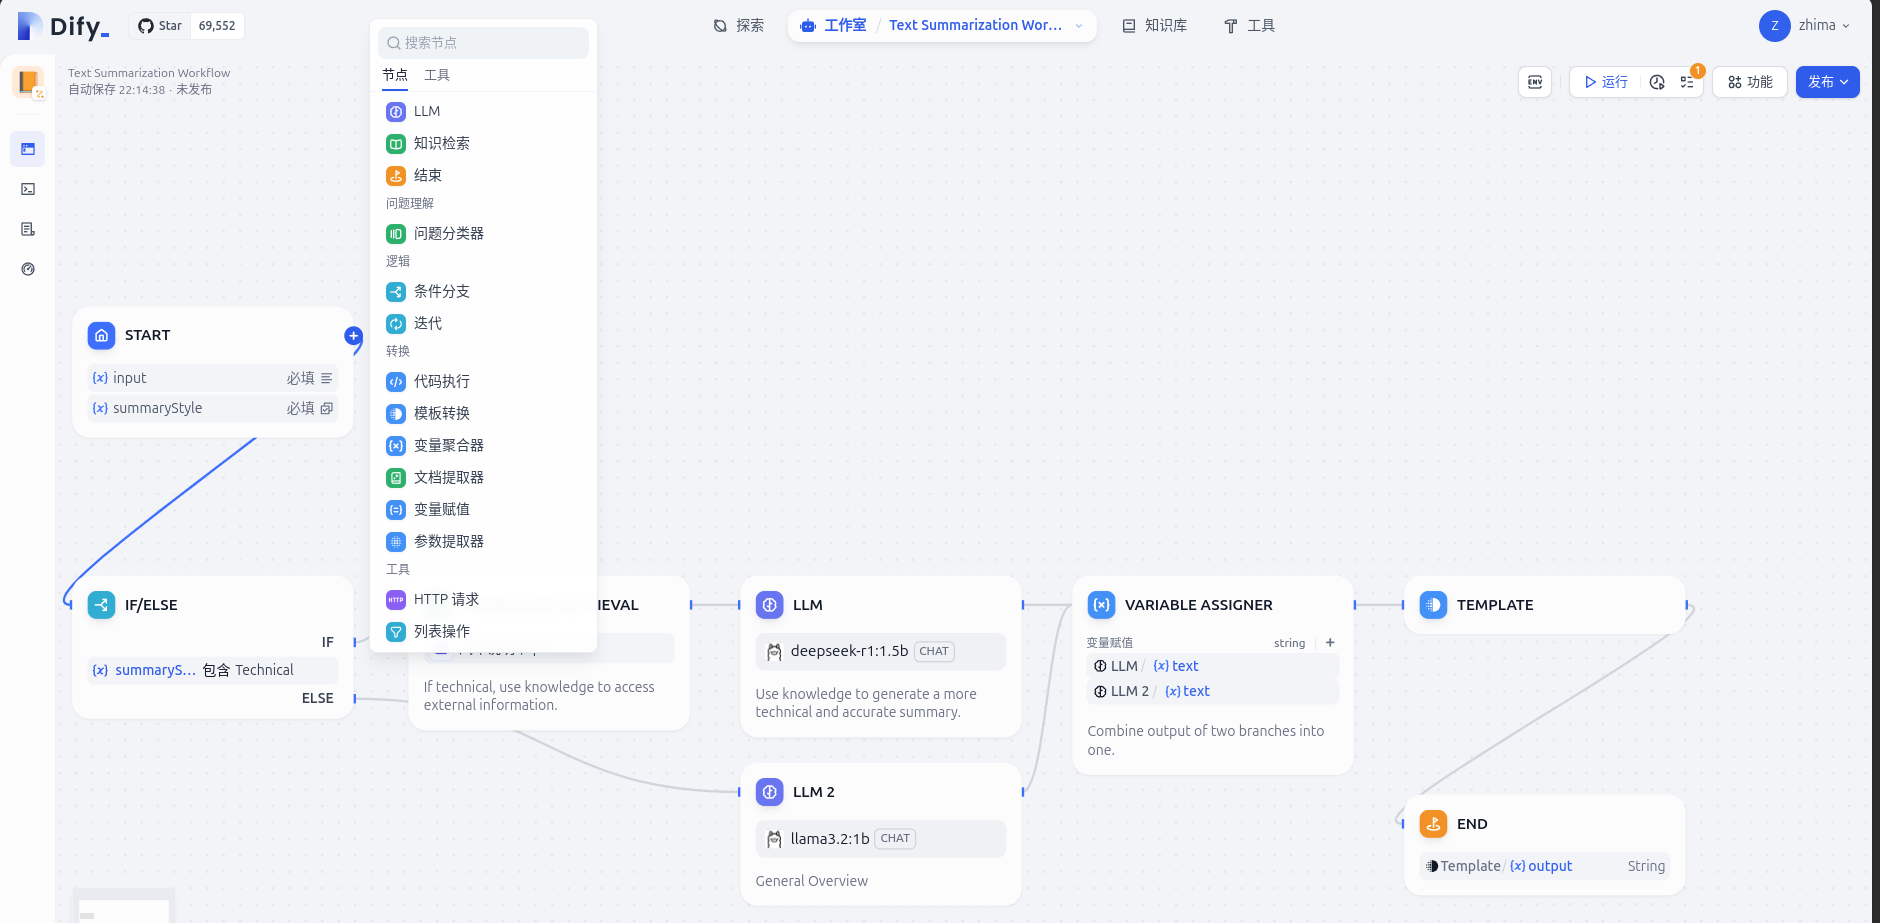 Dify_
Star 69,552
探索
工作室 / Text Summarization Wor...
知识库
工具
Z zhima
Text Summarization Workflow
自动保存 22:14:38 · 未发布
ENV
运行
1
功能
发布
搜索节点
节点 工具
LLM
知识检索
结束
问题理解
问题分类器
逻辑
条件分支
迭代
转换
代码执行
模板转换
变量聚合器
文档提取器
变量赋值
参数提取器
工具
HTTP 请求
列表操作
START
{x} input 必填
{x} summaryStyle 必填
IF/ELSE
IF
{x} summaryS... 包含 Technical
ELSE
IEVAL
If technical, use knowledge to access
external information.
LLM
deepseek-r1:1.5b CHAT
Use knowledge to generate a more
technical and accurate summary.
LLM 2
llama3.2:1b CHAT
General Overview
VARIABLE ASSIGNER
变量赋值 string +
LLM / {x} text
LLM 2 / {x} text
Combine output of two branches into
one.
TEMPLATE
END
Template / {x} output String